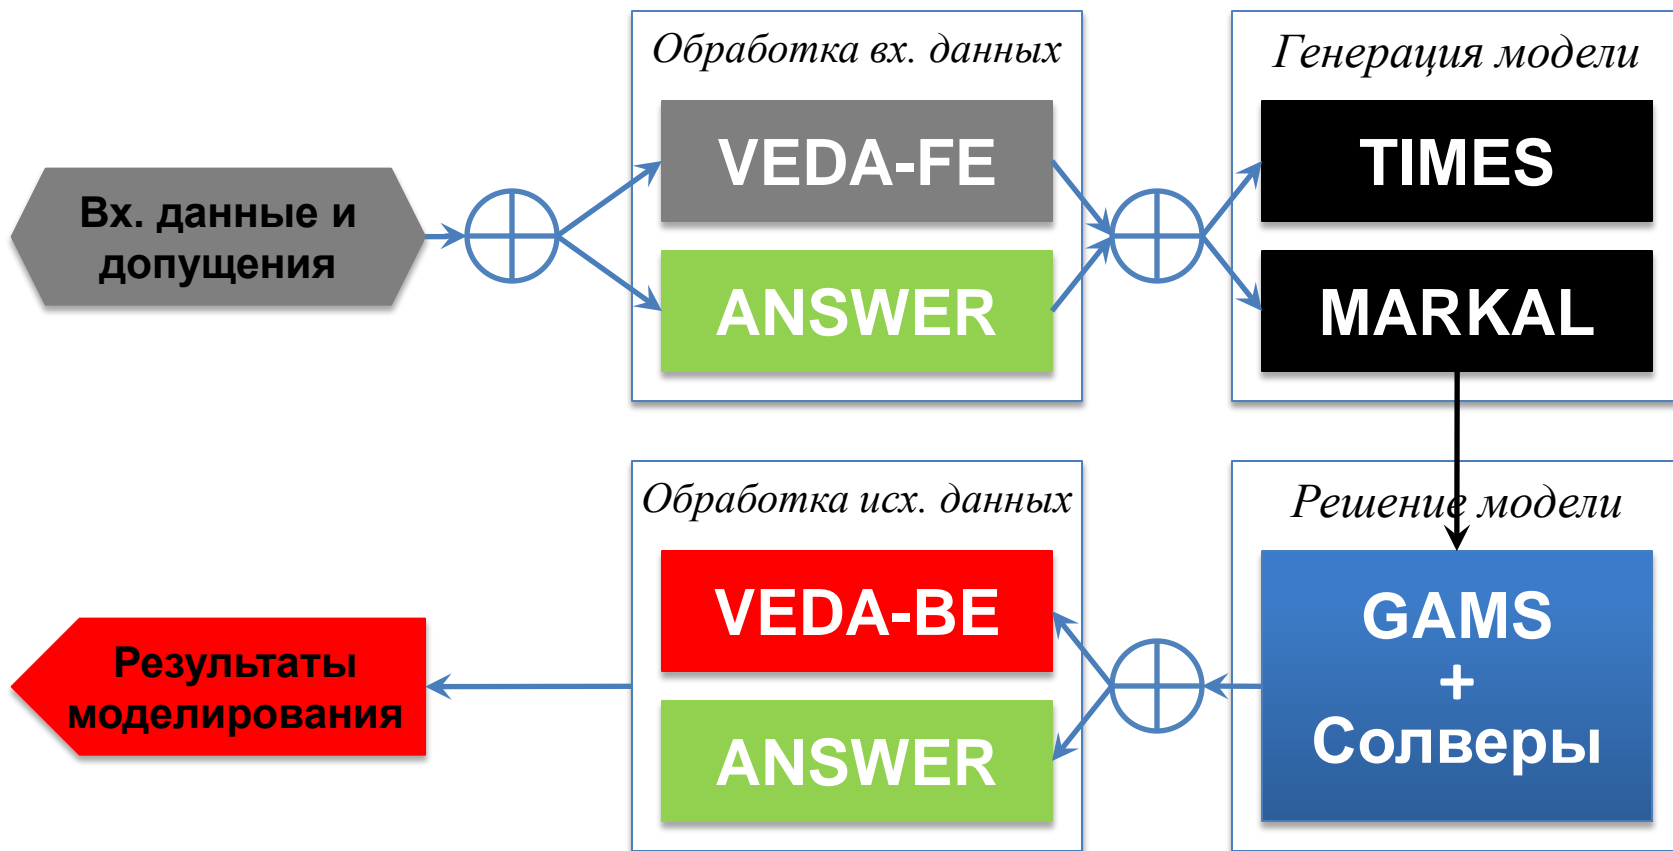 Обработка вх. данных
Генерация модели
VEDA-FE
TIMES
Вх. данные и
допущения
ANSWER
MARKAL
Обработка исх. данных
Решение модели
VEDA-BE
GAMS
+
Солверы
Результаты
моделирования
ANSWER